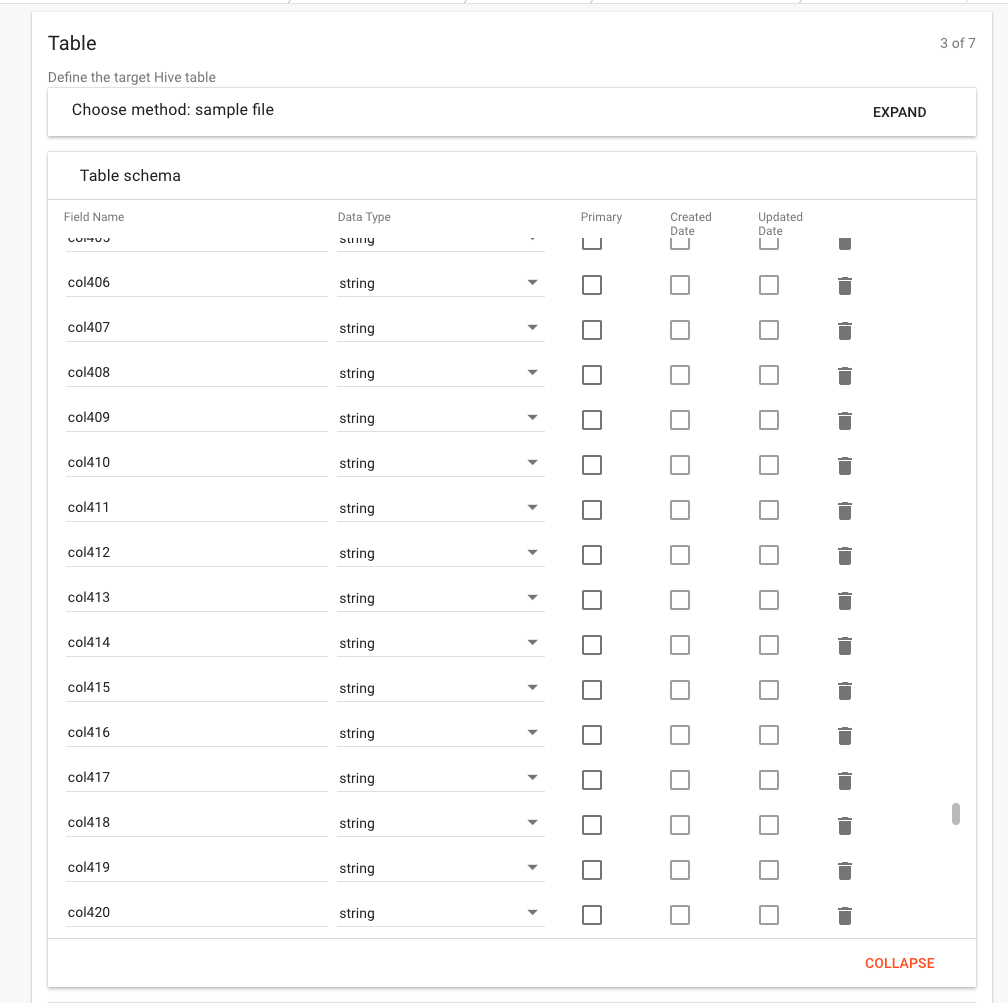 Table
3 of 7
Define the target Hive table
Choose method: sample file
EXPAND
Table schema
Field Name Data Type Primary Created Date Updated Date
col405 string
col406 string
col407 string
col408 string
col409 string
col410 string
col411 string
col412 string
col413 string
col414 string
col415 string
col416 string
col417 string
col418 string
col419 string
col420 string
COLLAPSE